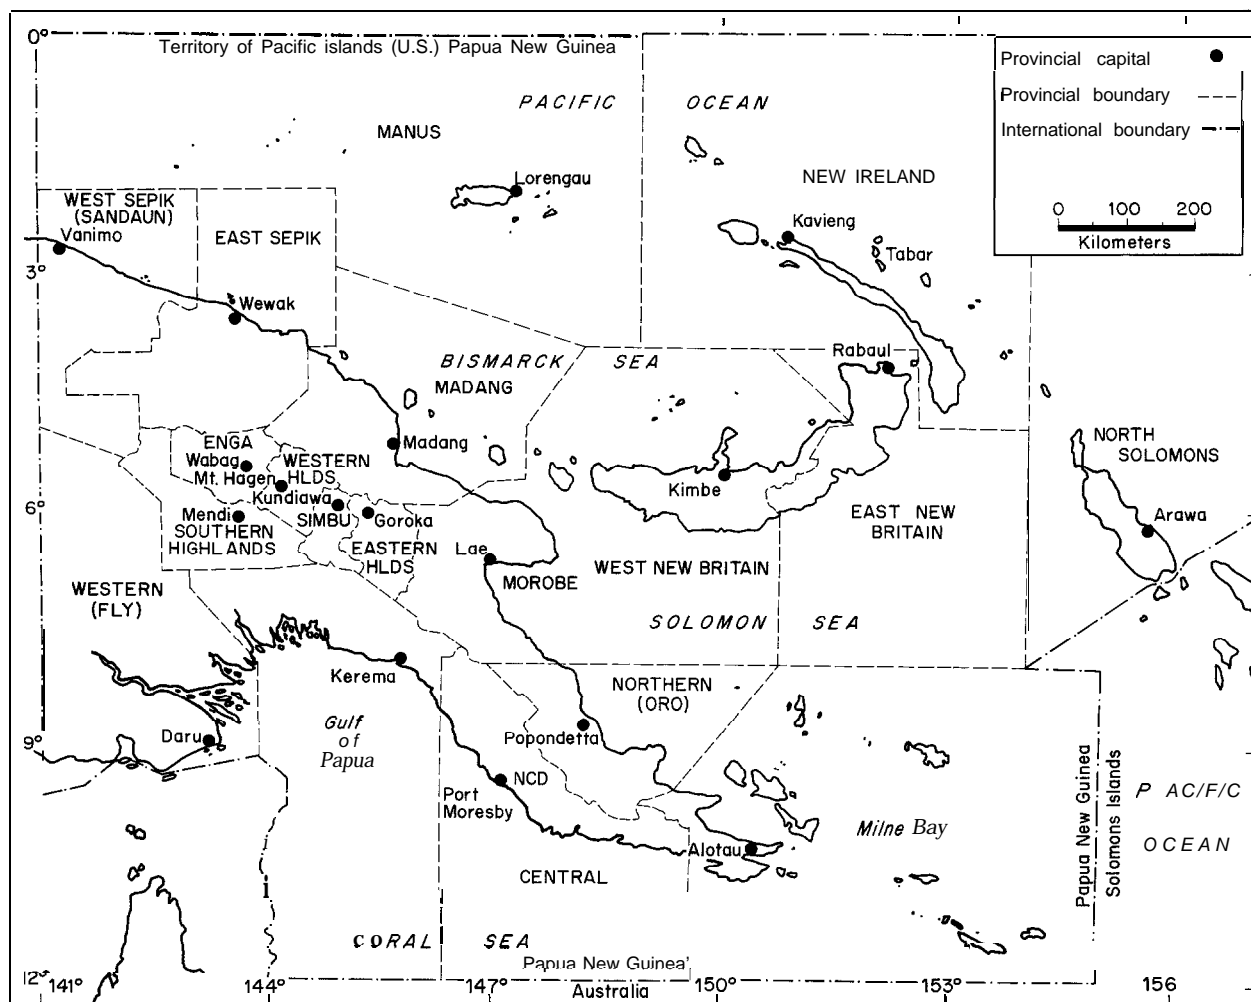 0°
Territory of Pacific islands (U.S.) Papua New Guinea
Provincial capital
Provincial boundary
International boundary
0 100 200
Kilometers
PACIFIC OCEAN
MANUS
Lorengau
NEW IRELAND
Kavieng
Tabar
WEST SEPIK
(SANDAUN)
Vanimo
EAST SEPIK
3°
Wewak
BISMARCK SEA
MADANG
Rabaul
Madang
ENGA
Wabag
WESTERN
HLDS
Mt. Hagen
Kundiawa
Mendi
SIMBU
Goroka
SOUTHERN
HIGHLANDS
EASTERN
HLDS
Lae
MOROBE
Kimbe
EAST NEW
BRITAIN
WEST NEW BRITAIN
NORTH
SOLOMONS
Arawa
6°
WESTERN
(FLY)
SOLOMON SEA
Kerema
NORTHERN
(ORO)
Gulf
of
Papua
Popondetta
Daru
9°
NCD
Port
Moresby
Milne Bay
Alotau
CENTRAL
Papua New Guinea
Solomons Islands
P AC/F/C
OCEAN
i
CORAL SEA
Papua New Guinea'
Australia
12°
141° 144° 147° 150° 153° 156